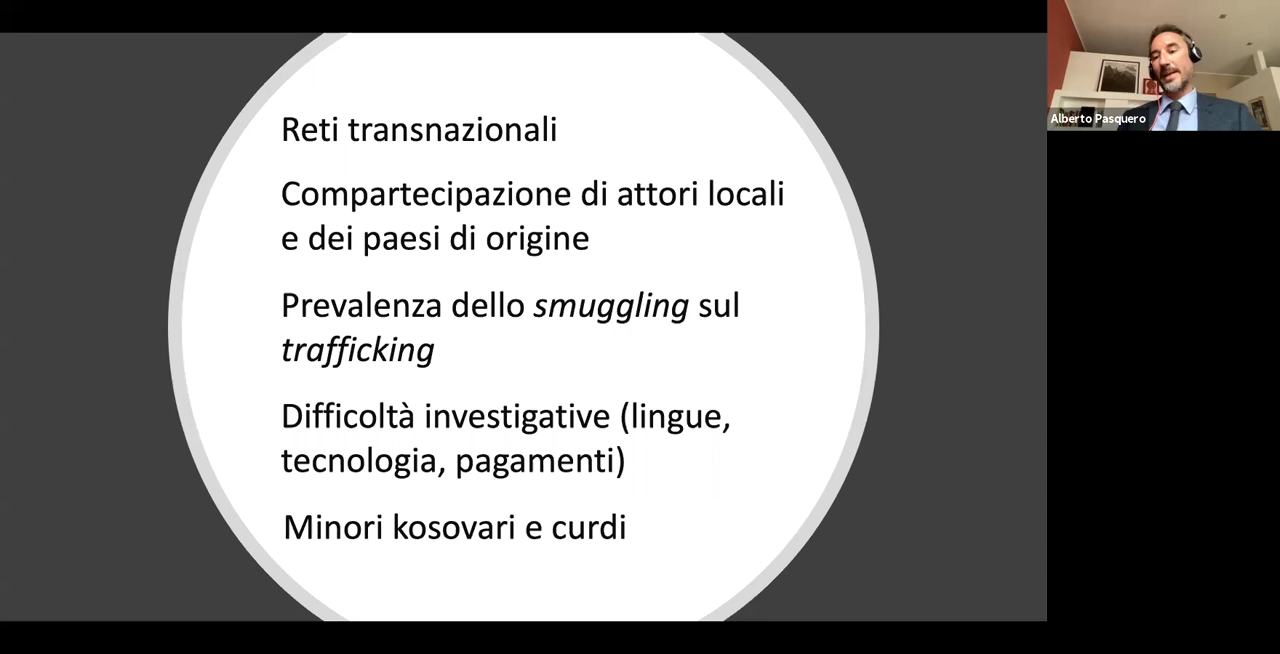 Reti transnazionali
Compartecipazione di attori locali
e dei paesi di origine
Prevalenza dello smuggling sul
trafficking
Difficoltà investigative (lingue,
tecnologia, pagamenti)
Minori kosovari e curdi
Alberto Pasquero